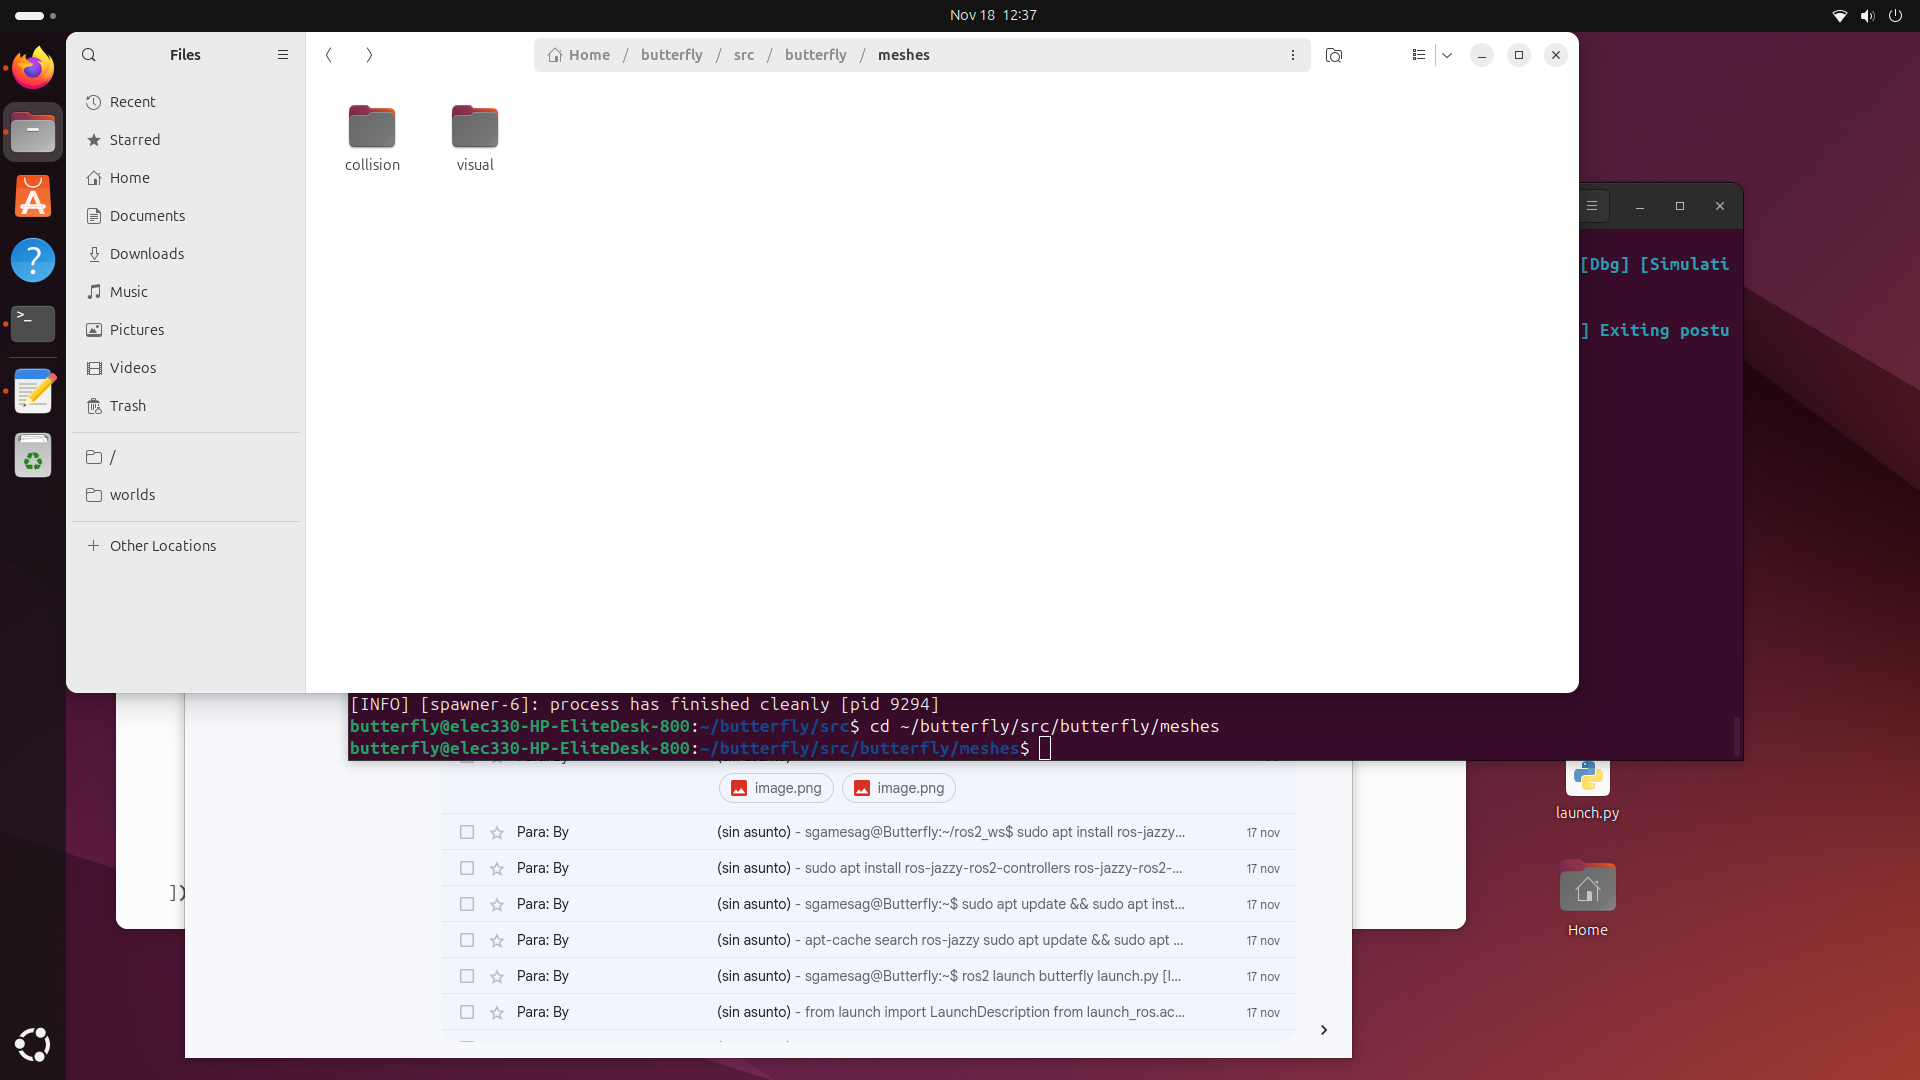 Nov 18 12:37
Files
Home / butterfly / src / butterfly / meshes
Recent
Starred
Home
Documents
Downloads
Music
Pictures
Videos
Trash
/
worlds
Other Locations
collision
visual
[Dbg] [Simulati
] Exiting postu
[INFO] [spawner-6]: process has finished cleanly [pid 9294]
butterfly@elec330-HP-EliteDesk-800:~/butterfly/src$ cd ~/butterfly/src/butterfly/meshes
butterfly@elec330-HP-EliteDesk-800:~/butterfly/src/butterfly/meshes$
image.png image.png
Para: By (sin asunto) - sgamesag@Butterfly:~/ros2_ws$ sudo apt install ros-jazzy... 17 nov
Para: By (sin asunto) - sudo apt install ros-jazzy-ros2-controllers ros-jazzy-ros2-... 17 nov
Para: By (sin asunto) - sgamesag@Butterfly:~$ sudo apt update && sudo apt inst... 17 nov
Para: By (sin asunto) - apt-cache search ros-jazzy sudo apt update && sudo apt ... 17 nov
Para: By (sin asunto) - sgamesag@Butterfly:~$ ros2 launch butterfly launch.py [I... 17 nov
Para: By (sin asunto) - from launch import LaunchDescription from launch_ros.ac... 17 nov
])
launch.py
Home